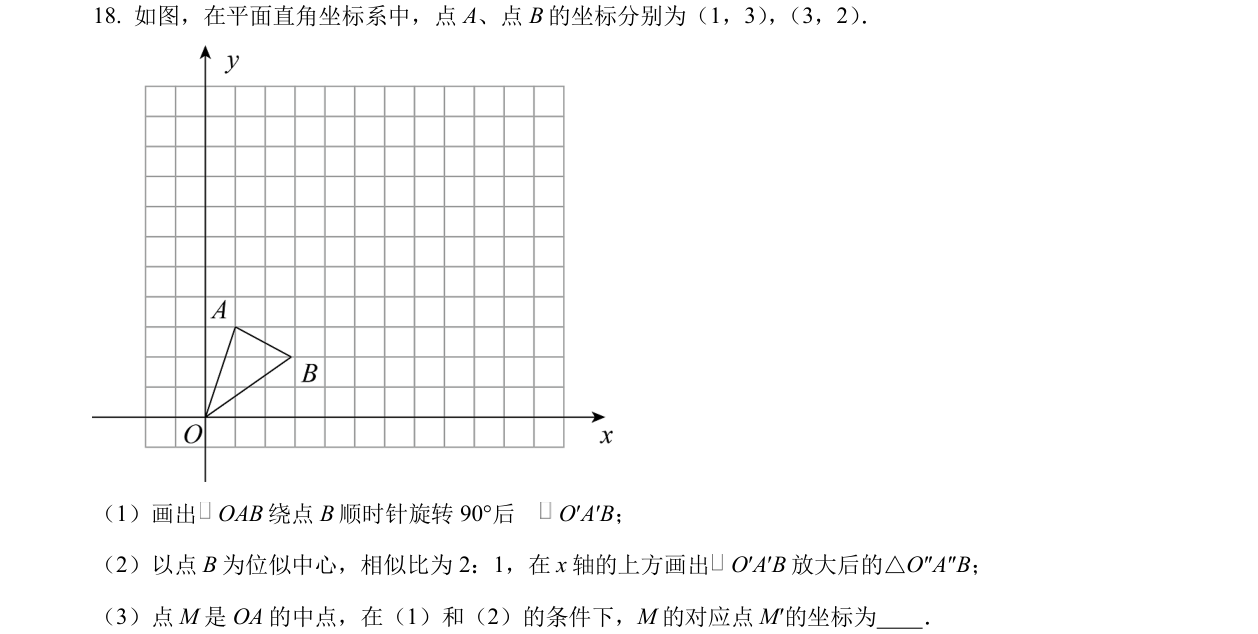 18. 如图，在平面直角坐标系中，点 A、点 B 的坐标分别为（1，3），（3，2）．
y
A
B
O
x
（1）画出 OAB 绕点 B 顺时针旋转 90°后 O′A′B；
（2）以点 B 为位似中心，相似比为 2：1，在 x 轴的上方画出 O′A′B 放大后的△O″A″B；
（3）点 M 是 OA 的中点，在（1）和（2）的条件下，M 的对应点 M′的坐标为____．